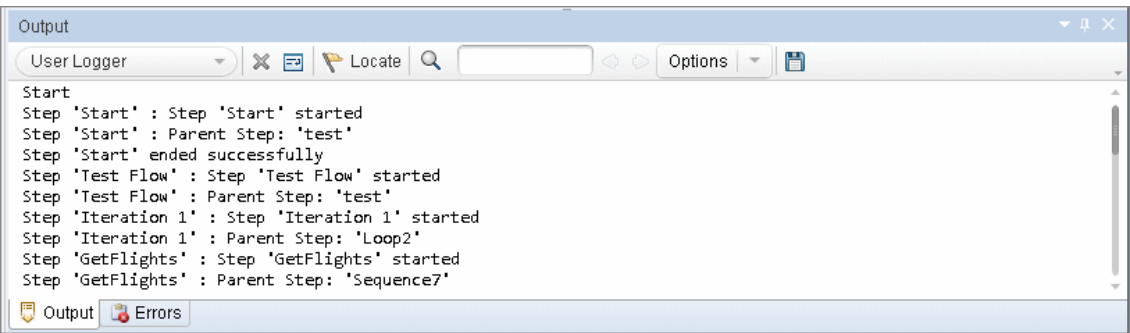 Output
User Logger Locate Options
Start
Step 'Start' : Step 'Start' started
Step 'Start' : Parent Step: 'test'
Step 'Start' ended successfully
Step 'Test Flow' : Step 'Test Flow' started
Step 'Test Flow' : Parent Step: 'test'
Step 'Iteration 1' : Step 'Iteration 1' started
Step 'Iteration 1' : Parent Step: 'Loop2'
Step 'GetFlights' : Step 'GetFlights' started
Step 'GetFlights' : Parent Step: 'Sequence7'
Output Errors